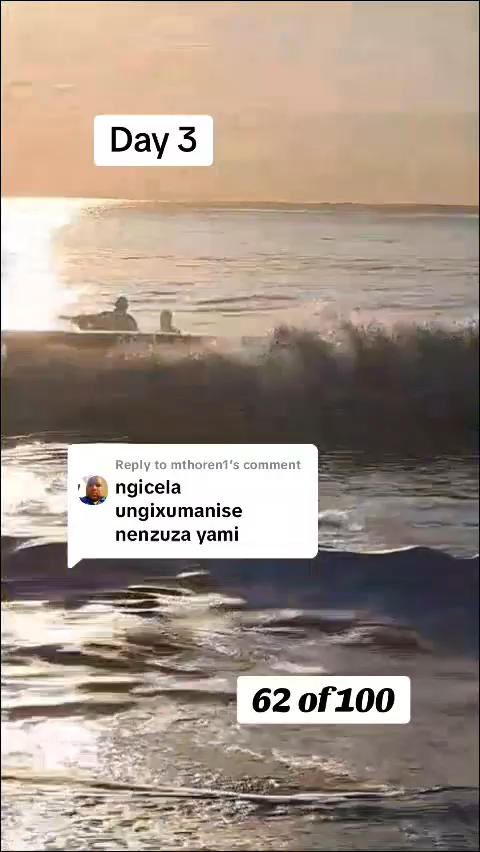 Day 3
Reply to mthoren1's comment
ngicela
ungixumanise
nenzuza yami
62 of 100